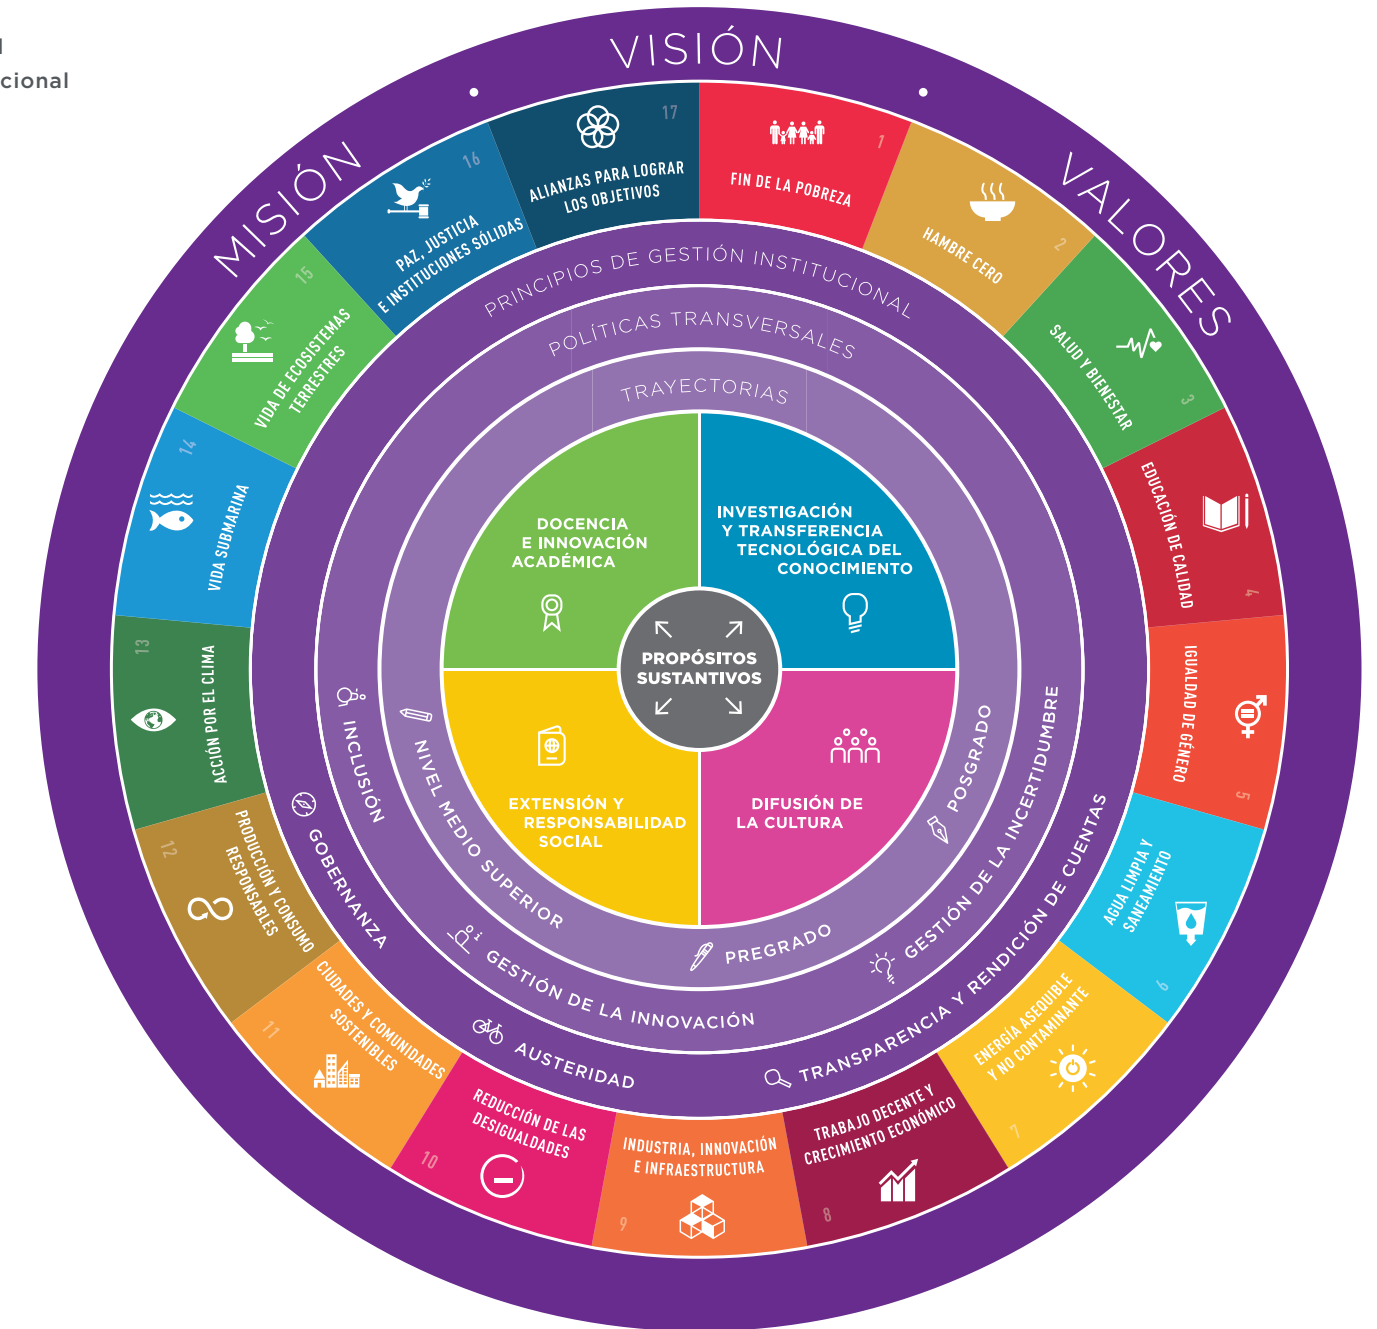 l
cional
MISIÓN
VISIÓN
VALORES
1
FIN DE LA POBREZA
2
HAMBRE CERO
3
SALUD Y BIENESTAR
4
EDUCACIÓN DE CALIDAD
5
IGUALDAD DE GÉNERO
6
AGUA LIMPIA Y
SANEAMIENTO
7
ENERGÍA ASEQUIBLE
Y NO CONTAMINANTE
8
TRABAJO DECENTE Y
CRECIMIENTO ECONÓMICO
9
INDUSTRIA, INNOVACIÓN
E INFRAESTRUCTURA
10
REDUCCIÓN DE LAS
DESIGUALDADES
11
CIUDADES Y COMUNIDADES
SOSTENIBLES
12
PRODUCCIÓN Y CONSUMO
RESPONSABLES
13
ACCIÓN POR EL CLIMA
14
VIDA SUBMARINA
15
VIDA DE ECOSISTEMAS
TERRESTRES
16
PAZ, JUSTICIA
E INSTITUCIONES SÓLIDAS
17
ALIANZAS PARA LOGRAR
LOS OBJETIVOS
PRINCIPIOS DE GESTIÓN INSTITUCIONAL
GOBERNANZA
AUSTERIDAD
TRANSPARENCIA Y RENDICIÓN DE CUENTAS
POLÍTICAS TRANSVERSALES
INCLUSIÓN
GESTIÓN DE LA INNOVACIÓN
GESTIÓN DE LA INCERTIDUMBRE
TRAYECTORIAS
NIVEL MEDIO SUPERIOR
PREGRADO
POSGRADO
DOCENCIA
E INNOVACIÓN
ACADÉMICA
INVESTIGACIÓN
Y TRANSFERENCIA
TECNOLÓGICA DEL
CONOCIMIENTO
PROPÓSITOS
SUSTANTIVOS
EXTENSIÓN Y
RESPONSABILIDAD
SOCIAL
DIFUSIÓN DE
LA CULTURA